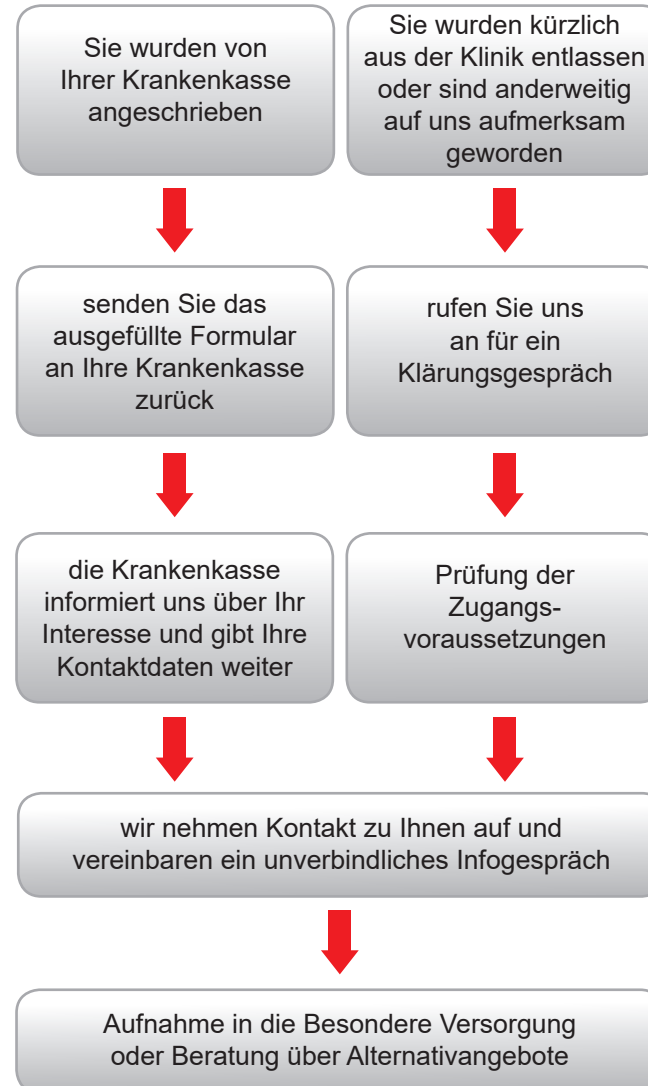 Sie wurden von
Ihrer Krankenkasse
angeschrieben
Sie wurden kürzlich
aus der Klinik entlassen
oder sind anderweitig
auf uns aufmerksam
geworden
senden Sie das
ausgefüllte Formular
an Ihre Krankenkasse
zurück
rufen Sie uns
an für ein
Klärungsgespräch
die Krankenkasse
informiert uns über Ihr
Interesse und gibt Ihre
Kontaktdaten weiter
Prüfung der
Zugangs-
voraussetzungen
wir nehmen Kontakt zu Ihnen auf und
vereinbaren ein unverbindliches Infogespräch
Aufnahme in die Besondere Versorgung
oder Beratung über Alternativangebote